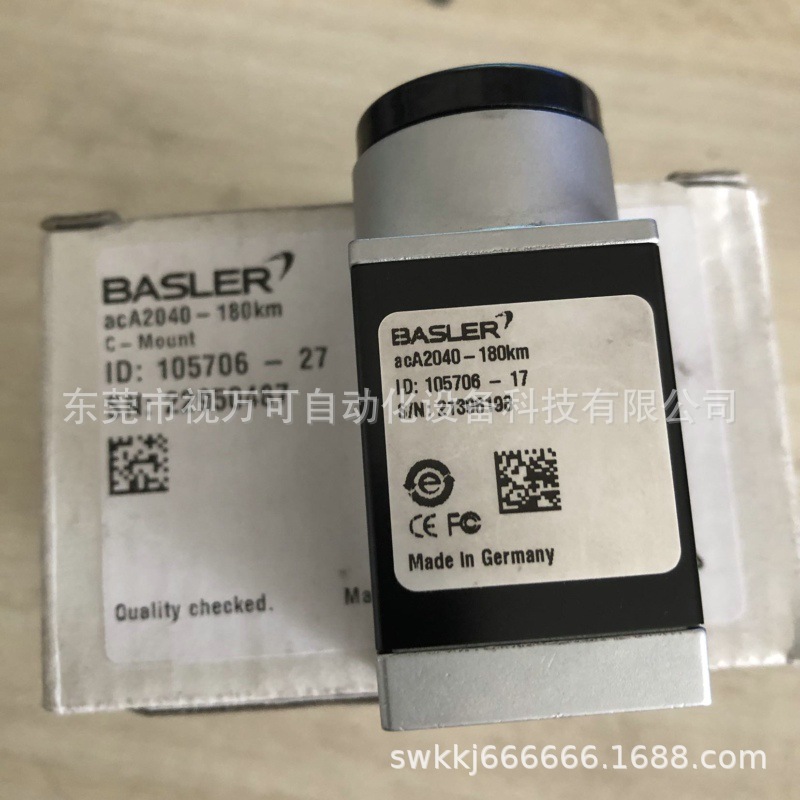 BASLER
acA2040-180km
C-Mount
ID: 105706 - 27
BASLER
acA2040-180km
ID: 105706 - 17
S/N:
东莞市视万可自动化设备科技有限公司
e
CE FC
Made In Germany
Quality checked.
Ma
swkkj666666.1688.com